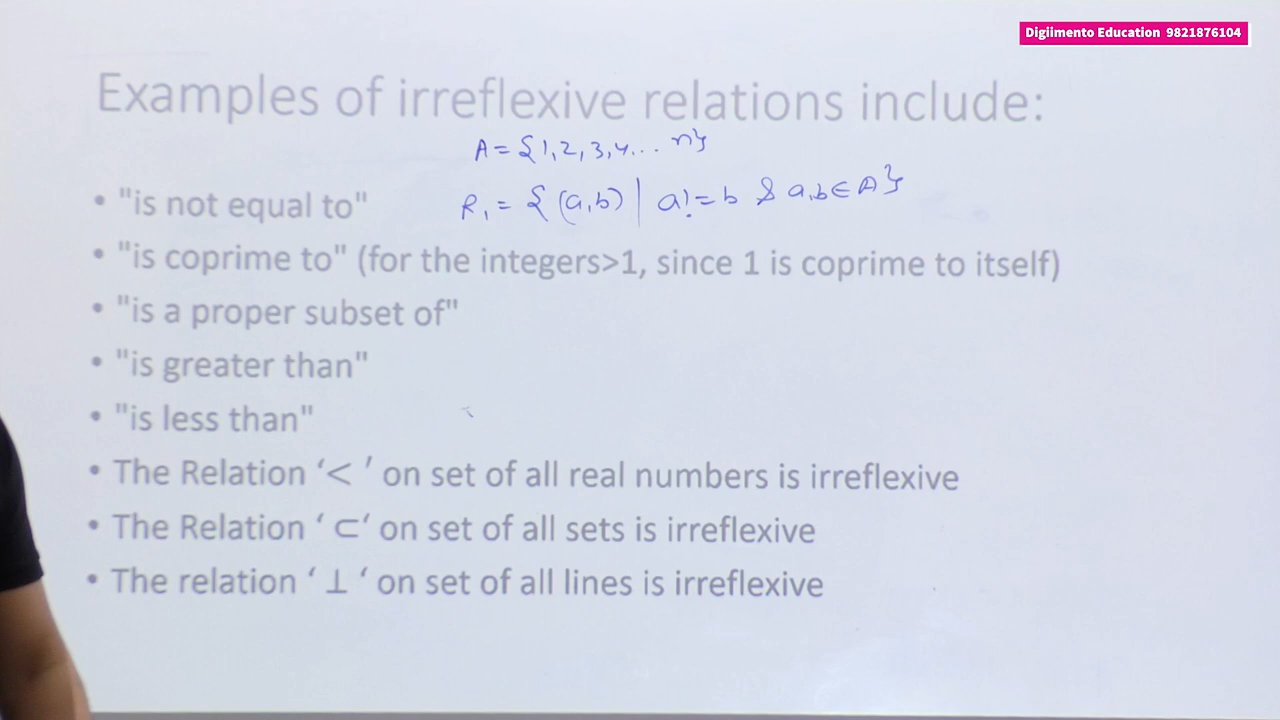 Digiimento Education 9821876104
Examples of irreflexive relations include:
A = {1, 2, 3, 4... n}
• "is not equal to"
R₁ = { (a,b) | a != b & a,b ∈ A }
• "is coprime to" (for the integers>1, since 1 is coprime to itself)
• "is a proper subset of"
• "is greater than"
• "is less than"
• The Relation ‘< ’ on set of all real numbers is irreflexive
• The Relation ‘ ⊂‘ on set of all sets is irreflexive
• The relation ‘ ⊥ ‘ on set of all lines is irreflexive